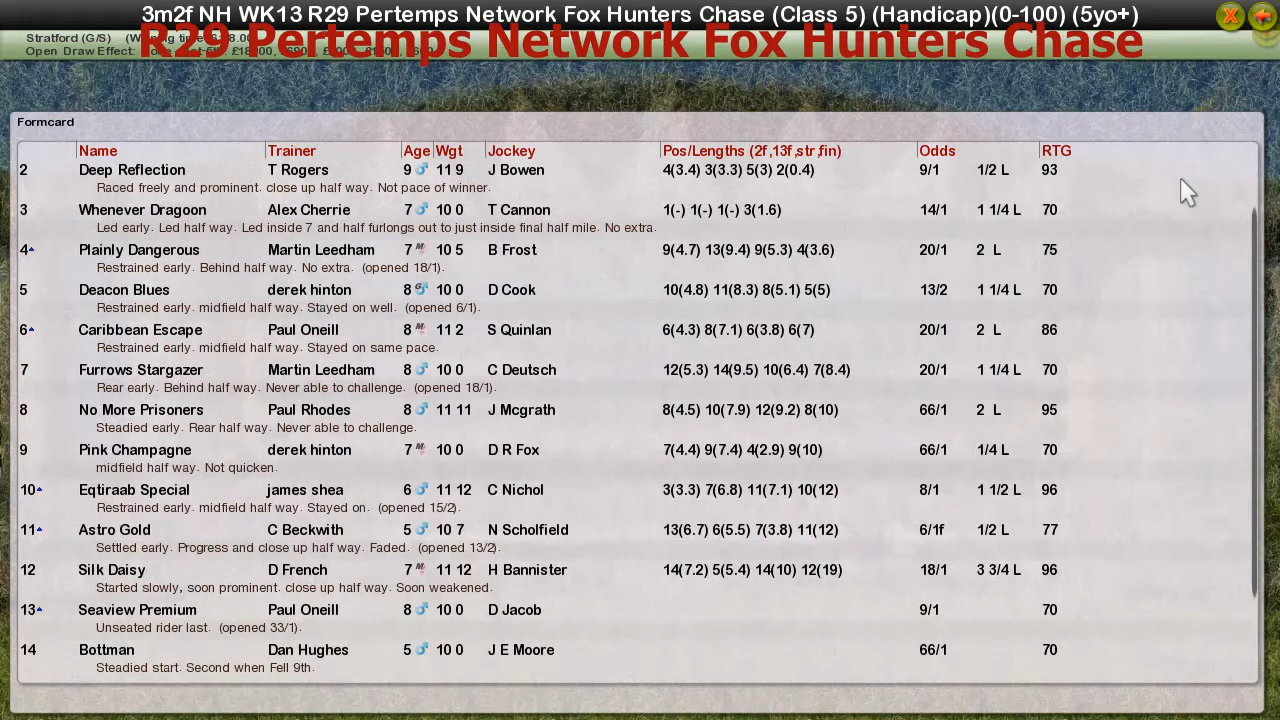 3m2f NH WK13 R29 Pertemps Network Fox Hunters Chase (Class 5) (Handicap)(0-100) (5yo+)
R29 Pertemps Network Fox Hunters Chase
Stratford (G/S)
Open Draw Effect:
Formcard
Name Trainer Age Wgt Jockey Pos/Lengths (2f,13f,str,fin) Odds RTG
2 Deep Reflection T Rogers 9 11 9 J Bowen 4(3.4) 3(3.3) 5(3) 2(0.4) 9/1 1/2 L 93
Raced freely and prominent. close up half way. Not pace of winner.
3 Whenever Dragoon Alex Cherrie 7 10 0 T Cannon 1(-) 1(-) 1(-) 3(1.6) 14/1 1 1/4 L 70
Led early. Led half way. Led inside 7 and half furlongs out to just inside final half mile. No extra.
4 Plainly Dangerous Martin Leedham 7 10 5 B Frost 9(4.7) 13(9.4) 9(5.3) 4(3.6) 20/1 2 L 75
Restrained early. Behind half way. No extra. (opened 18/1).
5 Deacon Blues derek hinton 8 10 0 D Cook 10(4.8) 11(8.3) 8(5.1) 5(5) 13/2 1 1/4 L 70
Restrained early. midfield half way. Stayed on well. (opened 6/1).
6 Caribbean Escape Paul Oneill 8 11 2 S Quinlan 6(4.3) 8(7.1) 6(3.8) 6(7) 20/1 2 L 86
Restrained early. midfield half way. Stayed on same pace.
7 Furrows Stargazer Martin Leedham 8 10 0 C Deutsch 12(5.3) 14(9.5) 10(6.4) 7(8.4) 20/1 1 1/4 L 70
Rear early. Behind half way. Never able to challenge. (opened 18/1).
8 No More Prisoners Paul Rhodes 8 11 11 J Mcgrath 8(4.5) 10(7.9) 12(9.2) 8(10) 66/1 2 L 95
Steadied early. Rear half way. Never able to challenge.
9 Pink Champagne derek hinton 7 10 0 D R Fox 7(4.4) 9(7.4) 4(2.9) 9(10) 66/1 1/4 L 70
midfield half way. Not quicken.
10 Eqtiraab Special james shea 6 11 12 C Nichol 3(3.3) 7(6.8) 11(7.1) 10(12) 8/1 1 1/2 L 96
Restrained early. midfield half way. Stayed on. (opened 15/2).
11 Astro Gold C Beckwith 5 10 7 N Scholfield 13(6.7) 6(5.5) 7(3.8) 11(12) 6/1f 1/2 L 77
Settled early. Progress and close up half way. Faded. (opened 13/2).
12 Silk Daisy D French 7 11 12 H Bannister 14(7.2) 5(5.4) 14(10) 12(19) 18/1 3 3/4 L 96
Started slowly, soon prominent. close up half way. Soon weakened.
13 Seaview Premium Paul Oneill 8 10 0 D Jacob 9/1 70
Unseated rider last. (opened 33/1).
14 Bottman Dan Hughes 5 10 0 J E Moore 66/1 70
Steadied start. Second when Fell 9th.